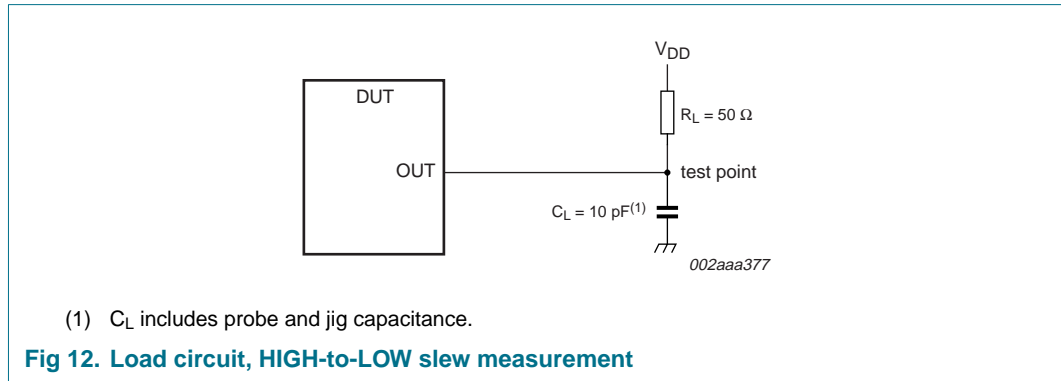 V_DD
DUT
R_L = 50 Ω
OUT
test point
C_L = 10 pF(1)
002aaa377
(1) C_L includes probe and jig capacitance.
Fig 12. Load circuit, HIGH-to-LOW slew measurement